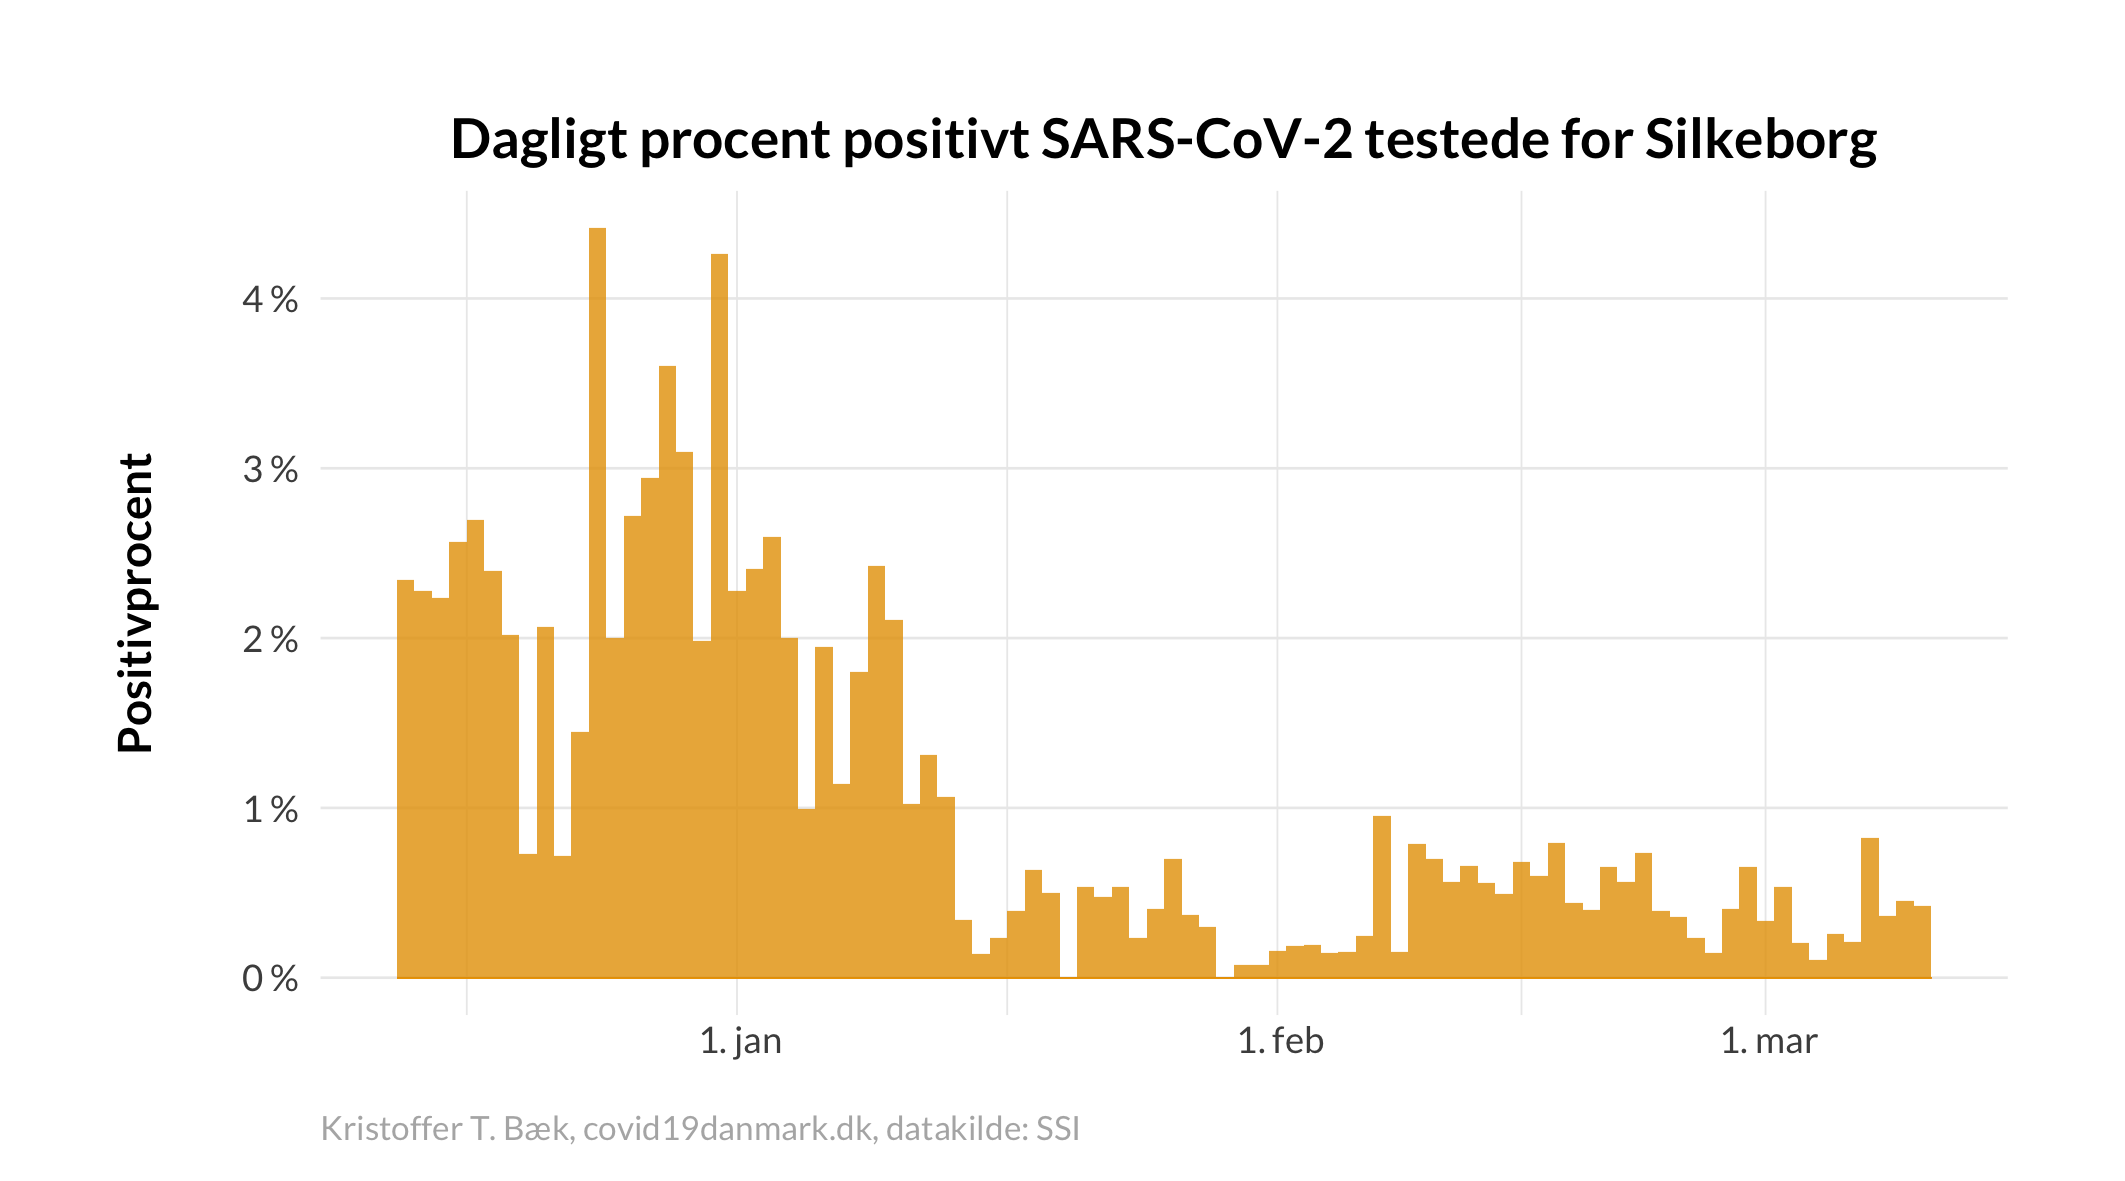 Dagligt procent positivt SARS-CoV-2 testede for Silkeborg
Positivprocent
4 %
3 %
2 %
1 %
0 %
1. jan
1. feb
1. mar
Kristoffer T. Bæk, covid19danmark.dk, datakilde: SSI